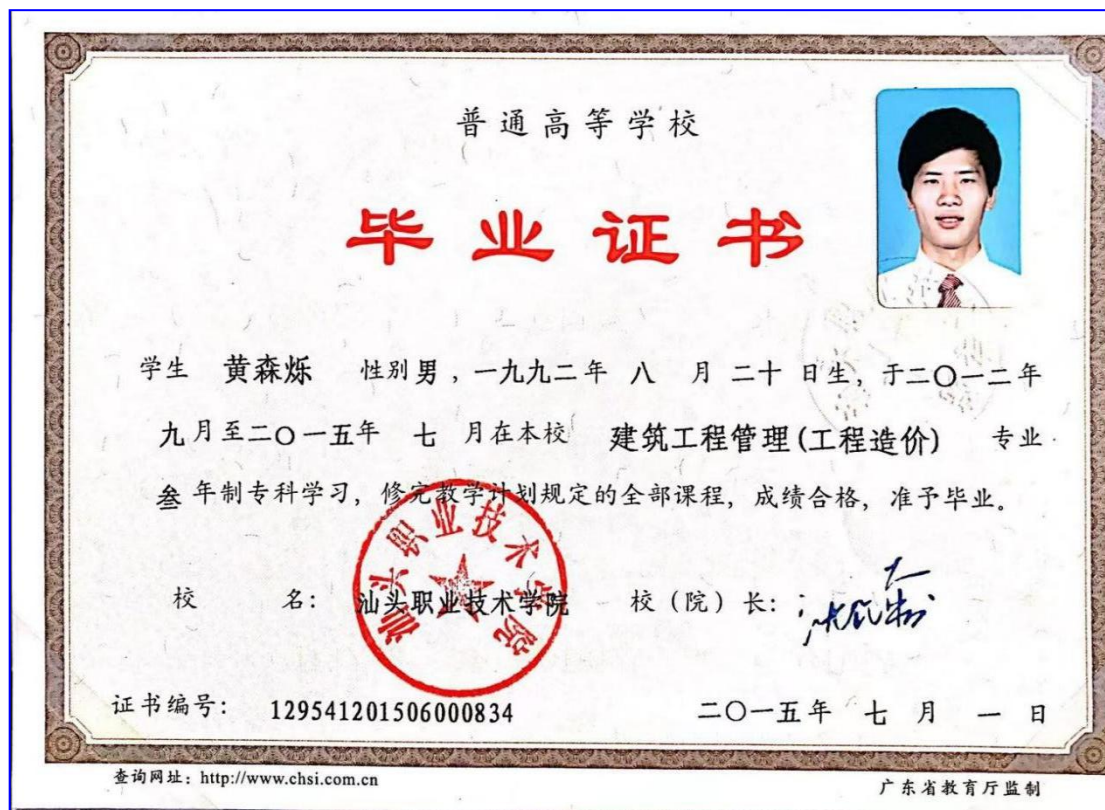 普通高等学校
毕业证书
学生 黄森烁 性别 男，一九九二年 八 月 二十 日生，于二〇一二年
九月至二〇一五年 七 月在本校 建筑工程管理(工程造价) 专业
叁 年制专科学习，修完教学计划规定的全部课程，成绩合格，准予毕业。
汕头职业技术学院
校 名： 汕头职业技术学院 校（院）长：
证书编号： 129541201506000834 二〇一五年 七 月 一 日
查询网址：http://www.chsi.com.cn 广东省教育厅监制